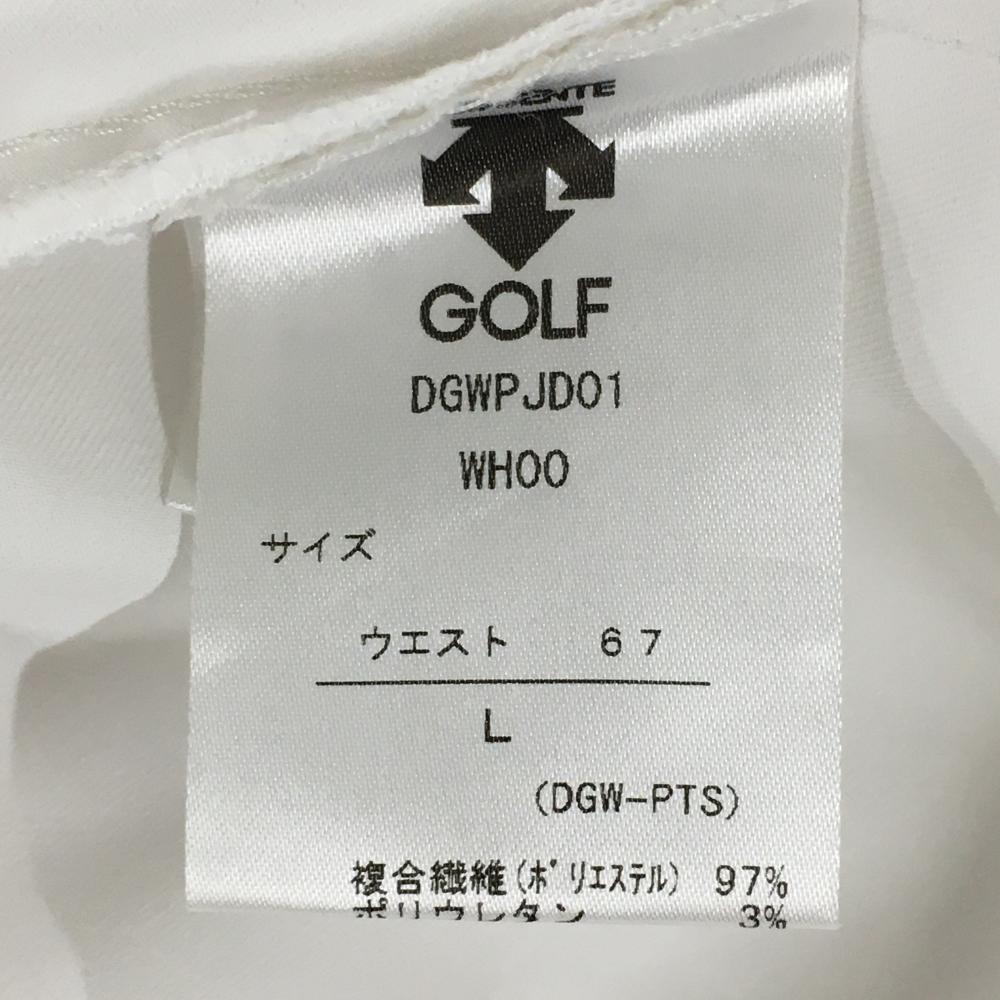 GOLF
DGWPJD01
WH00
サイズ
ウエスト 67
L
(DGW-PTS)
複合繊維(ポリエステル) 97%
ポリウレタン 3%